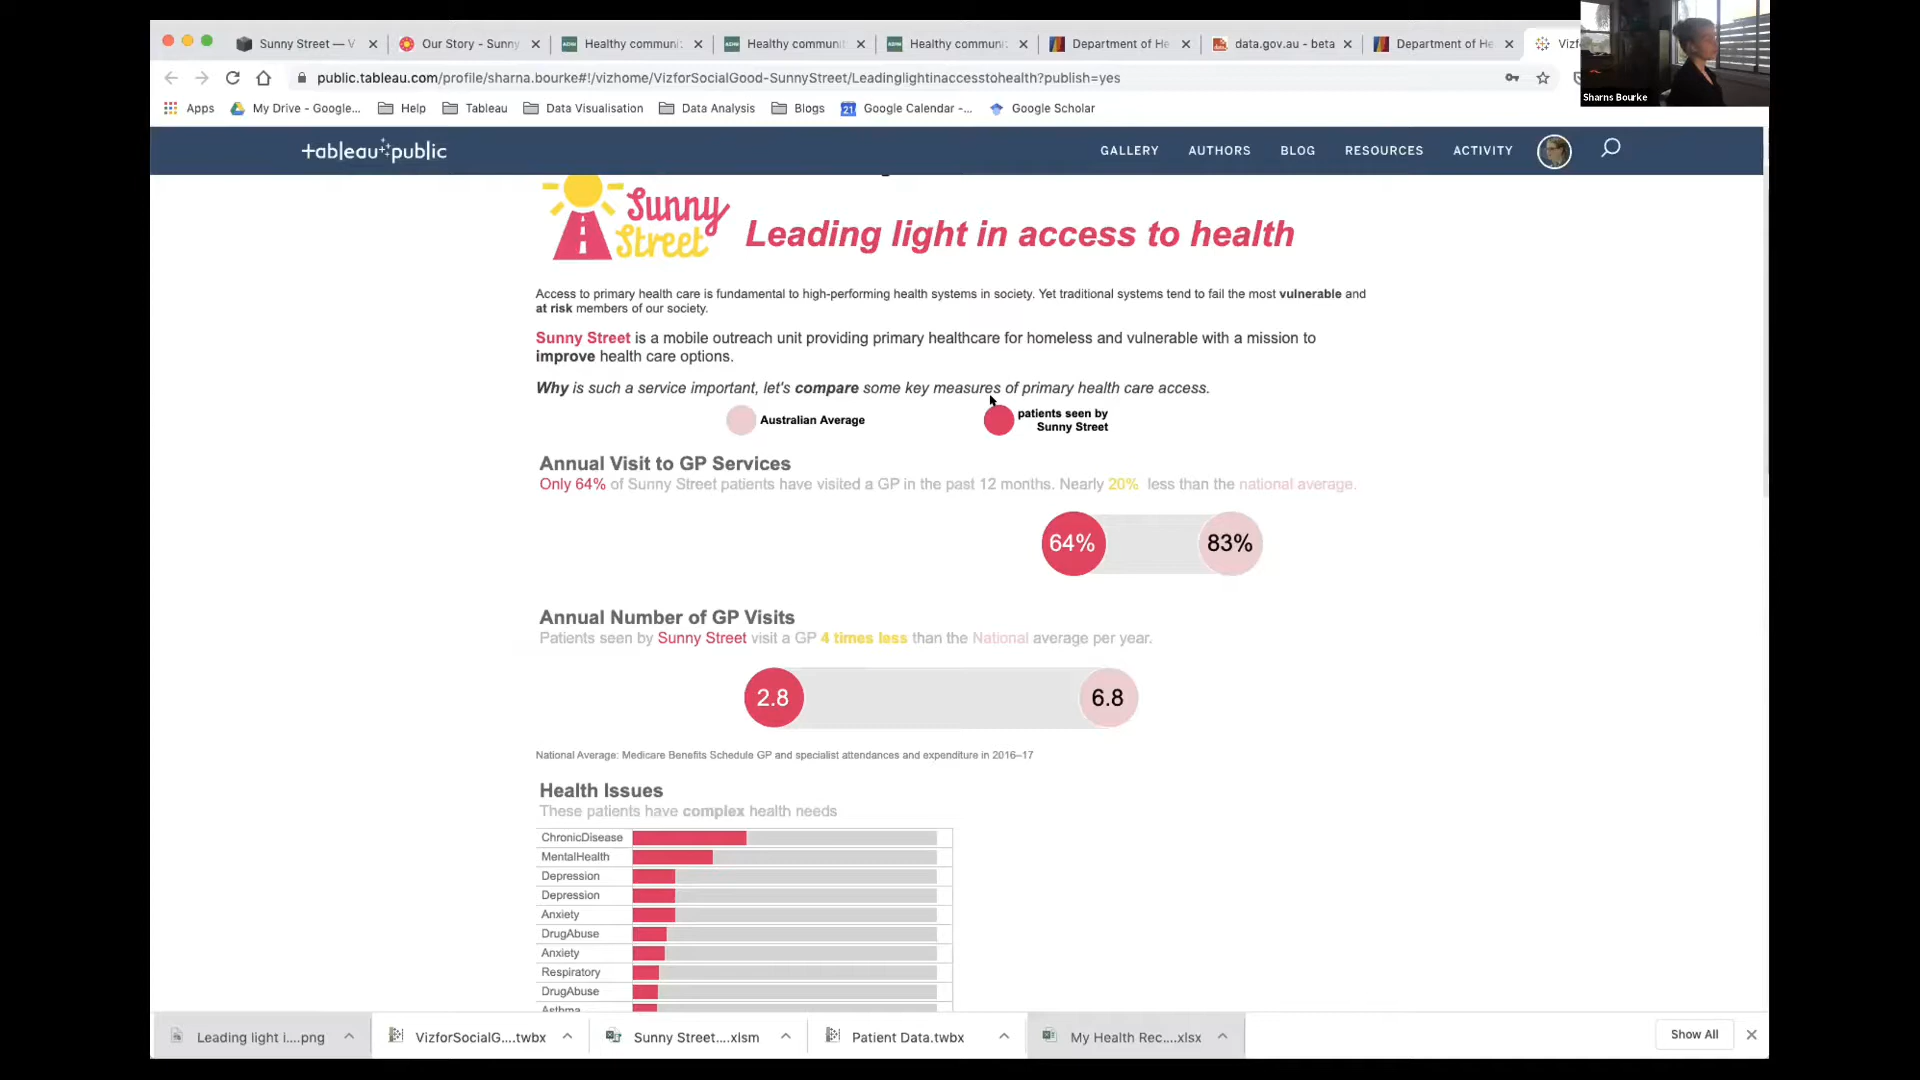 Sunny Street — V
Our Story - Sunny
Healthy communi
Healthy communi
Healthy communi
Department of He
data.gov.au - beta
Department of He
Viz
public.tableau.com/profile/sharna.bourke#!/vizhome/VizforSocialGood-SunnyStreet/Leadinglightinaccesstohealth?publish=yes
Sharns Bourke
Apps
My Drive - Google...
Help
Tableau
Data Visualisation
Data Analysis
Blogs
21
Google Calendar -...
Google Scholar
tableau public
GALLERY
AUTHORS
BLOG
RESOURCES
ACTIVITY
Sunny
Street
Leading light in access to health
Access to primary health care is fundamental to high-performing health systems in society. Yet traditional systems tend to fail the most vulnerable and
at risk members of our society.
Sunny Street is a mobile outreach unit providing primary healthcare for homeless and vulnerable with a mission to
improve health care options.
Why is such a service important, let's compare some key measures of primary health care access.
Australian Average
patients seen by
Sunny Street
Annual Visit to GP Services
Only 64% of Sunny Street patients have visited a GP in the past 12 months. Nearly 20% less than the national average.
64%
83%
Annual Number of GP Visits
Patients seen by Sunny Street visit a GP 4 times less than the National average per year.
2.8
6.8
National Average: Medicare Benefits Schedule GP and specialist attendances and expenditure in 2016–17
Health Issues
These patients have complex health needs
ChronicDisease
MentalHealth
Depression
Depression
Anxiety
DrugAbuse
Anxiety
Respiratory
DrugAbuse
Asthma
Leading light i....png
VizforSocialG....twbx
Sunny Street....xlsm
Patient Data.twbx
My Health Rec....xlsx
Show All